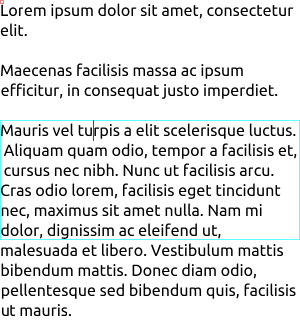 Lorem ipsum dolor sit amet, consectetur
elit.
Maecenas facilisis massa ac ipsum
efficitur, in consequat justo imperdiet.
Mauris vel turpis a elit scelerisque luctus.
Aliquam quam odio, tempor a facilisis et,
cursus nec nibh. Nunc ut facilisis arcu.
Cras odio lorem, facilisis eget tincidunt
nec, maximus sit amet nulla. Nam mi
dolor, dignissim ac eleifend ut,
malesuada et libero. Vestibulum mattis
bibendum mattis. Donec diam odio,
pellentesque sed bibendum quis, facilisis
ut mauris.